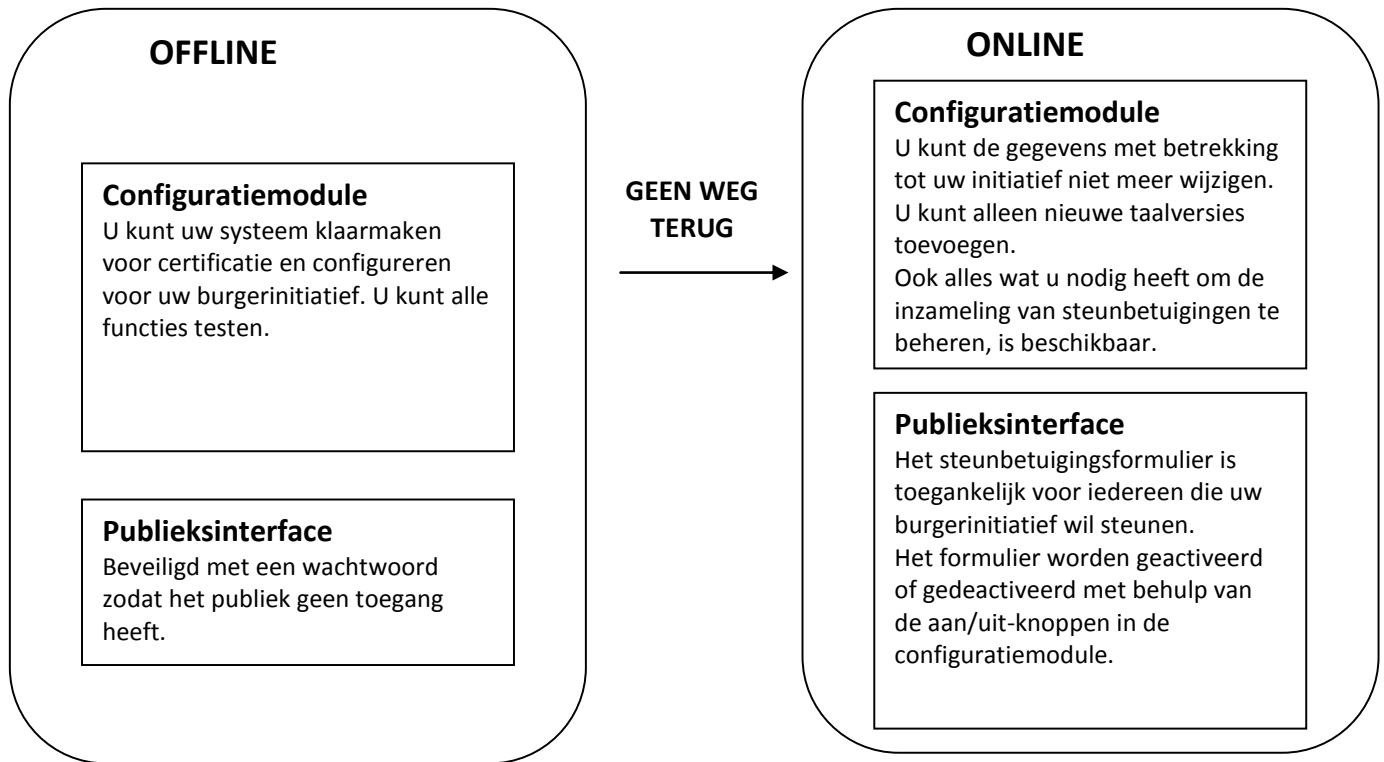 OFFLINE
Configuratiemodule
U kunt uw systeem klaarmaken
voor certificatie en configureren
voor uw burgerinitiatief. U kunt alle
functies testen.
Publieksinterface
Beveiligd met een wachtwoord
zodat het publiek geen toegang
heeft.
GEEN WEG
TERUG
ONLINE
Configuratiemodule
U kunt de gegevens met betrekking
tot uw initiatief niet meer wijzigen.
U kunt alleen nieuwe taalversies
toevoegen.
Ook alles wat u nodig heeft om de
inzameling van steunbetuigingen te
beheren, is beschikbaar.
Publieksinterface
Het steunbetuigingsformulier is
toegankelijk voor iedereen die uw
burgerinitiatief wil steunen.
Het formulier worden geactiveerd
of gedeactiveerd met behulp van
de aan/uit-knoppen in de
configuratiemodule.